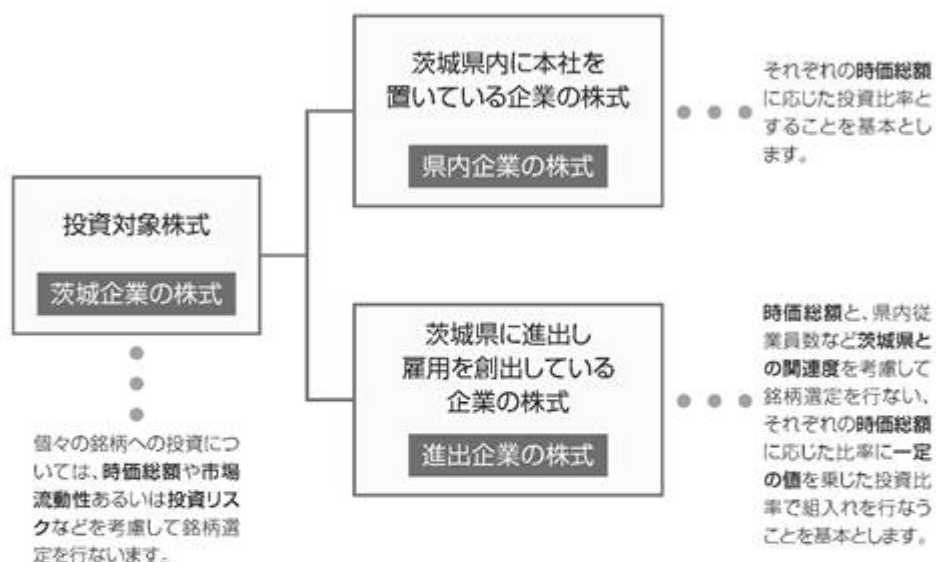 投資対象株式
茨城企業の株式
個々の銘柄への投資につ
いては、時価総額や市場
流動性あるいは投資リス
クなどを考慮して銘柄選
定を行ないます。
茨城県内に本社を
置いている企業の株式
県内企業の株式
それぞれの時価総額
に応じた投資比率と
することを基本とし
ます。
茨城県に進出し
雇用を創出している
企業の株式
進出企業の株式
時価総額と、県内従
業員数など茨城県と
の関連度を考慮して
銘柄選定を行ない、
それぞれの時価総額
に応じた比率に一定
の値を乗じた投資比
率で組入れを行なう
ことを基本とします。